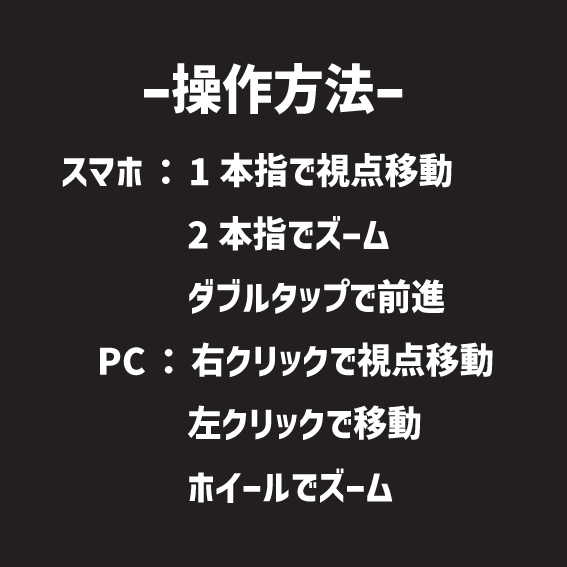 –操作方法–
スマホ：1本指で視点移動
2本指でズーム
ダブルタップで前進
PC：右クリックで視点移動
左クリックで移動
ホイールでズーム